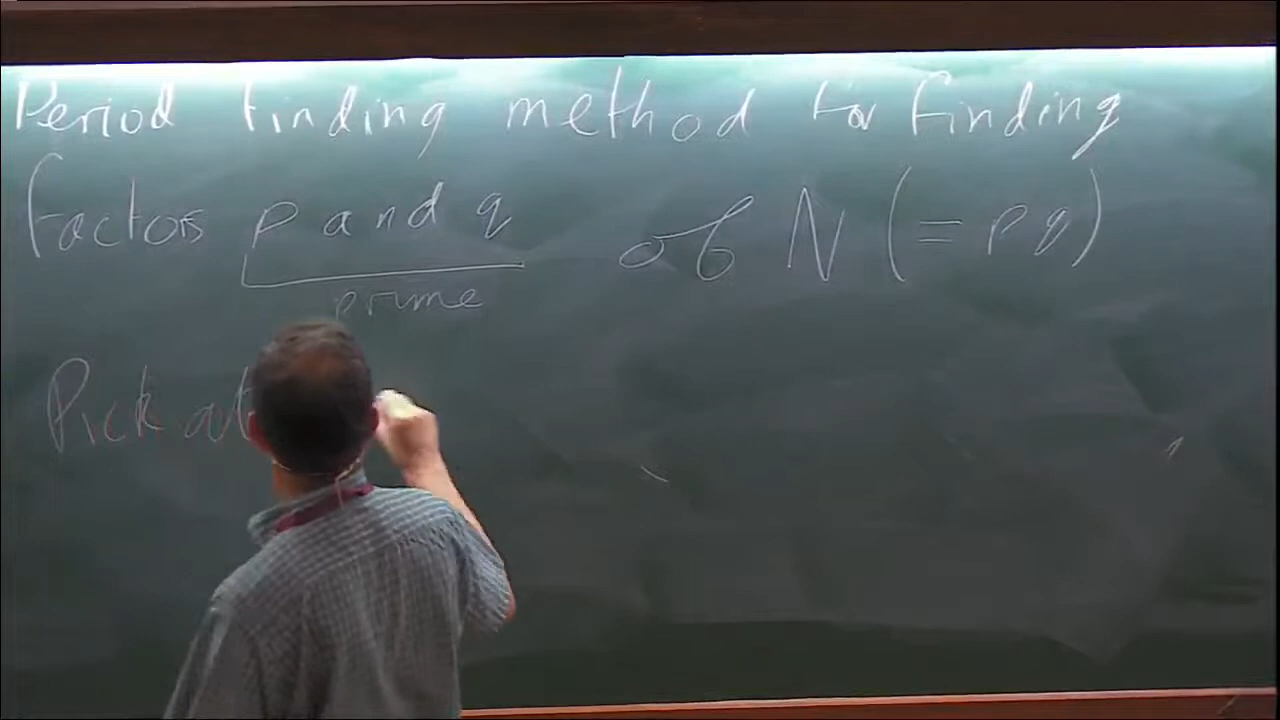 Period finding method for finding
factors p and q of N (= pq)
prime
Pick at